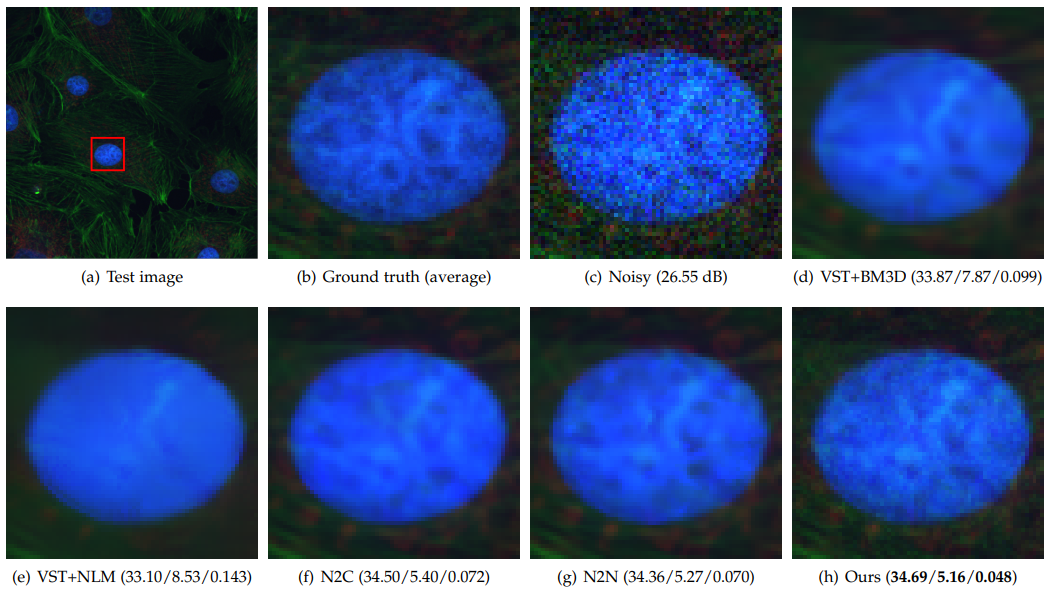 (a) Test image
(b) Ground truth (average)
(c) Noisy (26.55 dB)
(d) VST+BM3D (33.87/7.87/0.099)
(e) VST+NLM (33.10/8.53/0.143)
(f) N2C (34.50/5.40/0.072)
(g) N2N (34.36/5.27/0.070)
(h) Ours (34.69/5.16/0.048)